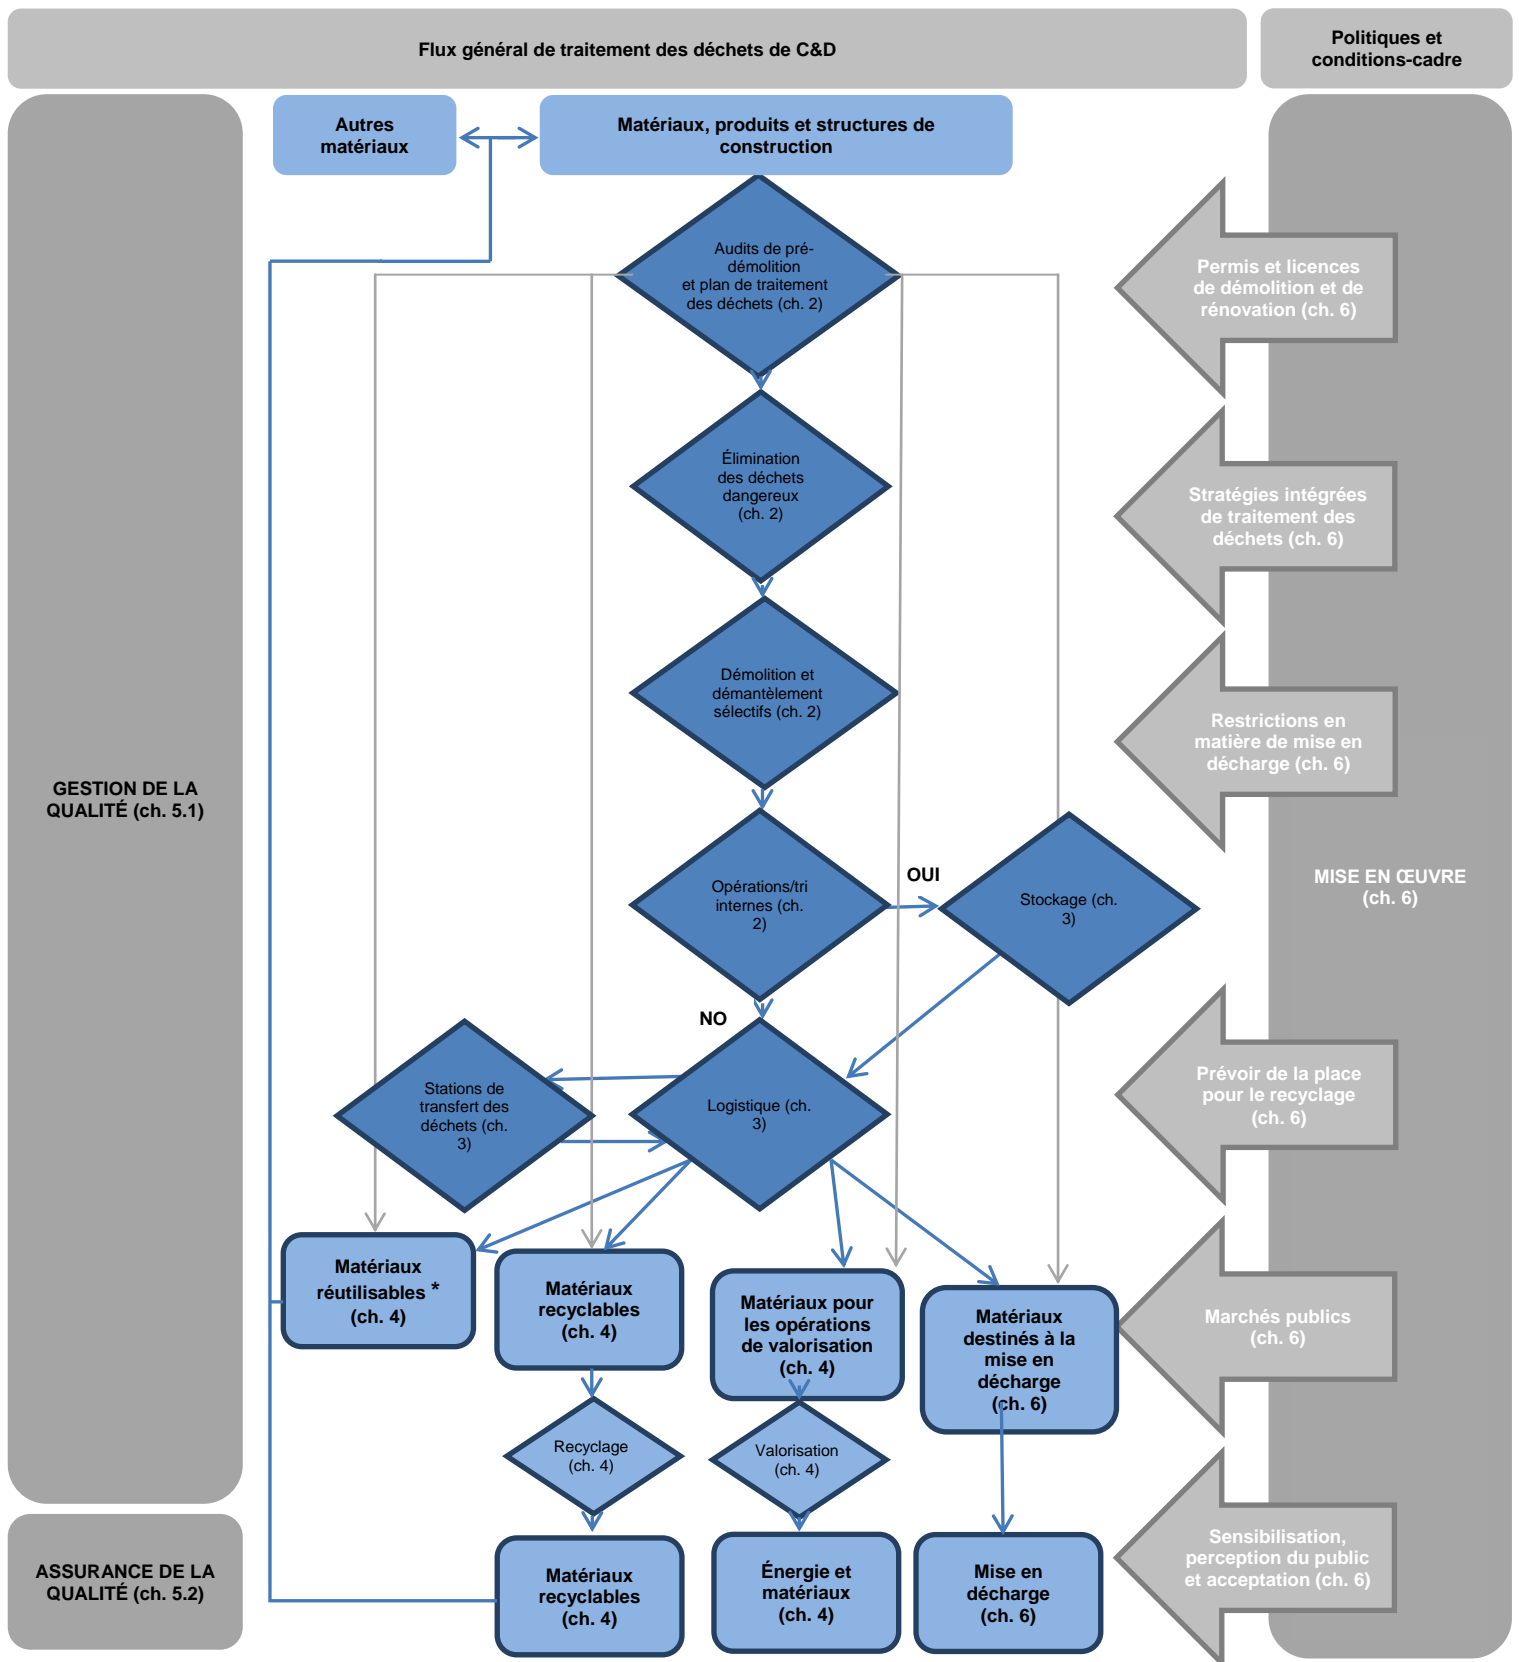 Flux général de traitement des déchets de C&D
Politiques et
conditions-cadre
Autres
matériaux
Matériaux, produits et structures de
construction
Audits de pré-
démolition
et plan de traitement
des déchets (ch. 2)
Permis et licences
de démolition et de
rénovation (ch. 6)
Élimination
des déchets
dangereux
(ch. 2)
Stratégies intégrées
de traitement des
déchets (ch. 6)
Démolition et
démantèlement
sélectifs (ch. 2)
Restrictions en
matière de mise en
décharge (ch. 6)
GESTION DE LA
QUALITÉ (ch. 5.1)
Opérations/tri
internes (ch.
2)
OUI
Stockage (ch.
3)
MISE EN ŒUVRE
(ch. 6)
NO
Stations de
transfert des
déchets (ch.
3)
Logistique (ch.
3)
Prévoir de la place
pour le recyclage
(ch. 6)
Matériaux
réutilisables *
(ch. 4)
Matériaux
recyclables
(ch. 4)
Matériaux pour
les opérations
de valorisation
(ch. 4)
Matériaux
destinés à la
mise en
décharge
(ch. 6)
Marchés publics
(ch. 6)
Recyclage
(ch. 4)
Valorisation
(ch. 4)
ASSURANCE DE LA
QUALITÉ (ch. 5.2)
Matériaux
recyclables
(ch. 4)
Énergie et
matériaux
(ch. 4)
Mise en
décharge
(ch. 6)
Sensibilisation,
perception du public
et acceptation (ch. 6)